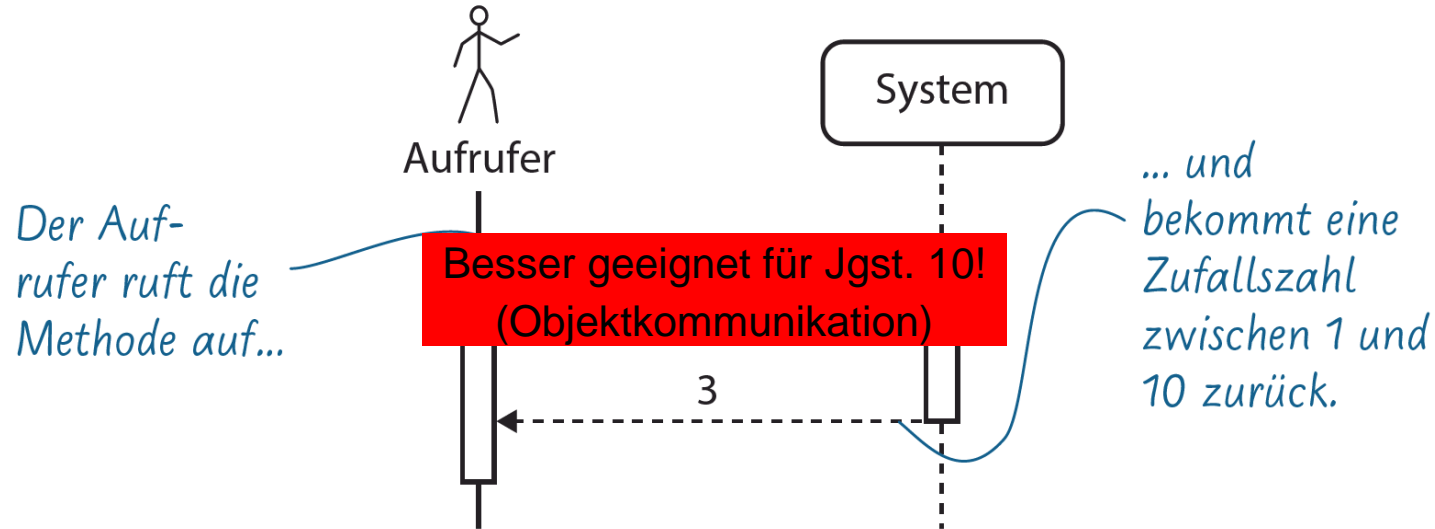 System
Aufrufer
Der Auf-
rufer ruft die
Methode auf...
Besser geeignet für Jgst. 10!
(Objektkommunikation)
3
... und
bekommt eine
Zufallszahl
zwischen 1 und
10 zurück.